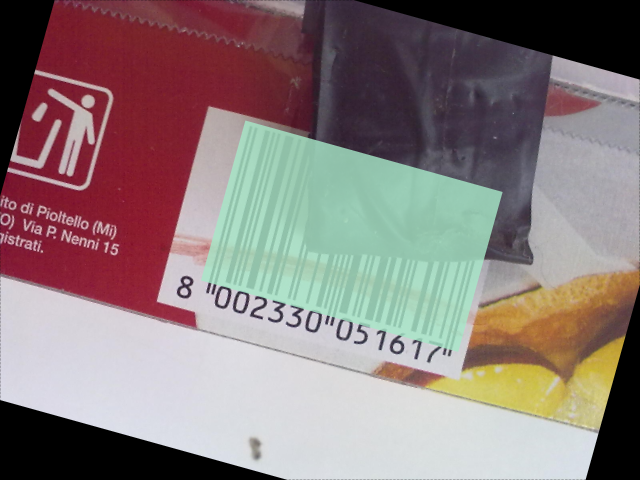 ito di Pioltello (Mi)
O) Via P. Nenni 15
gistrati.
8 "002330"051617"